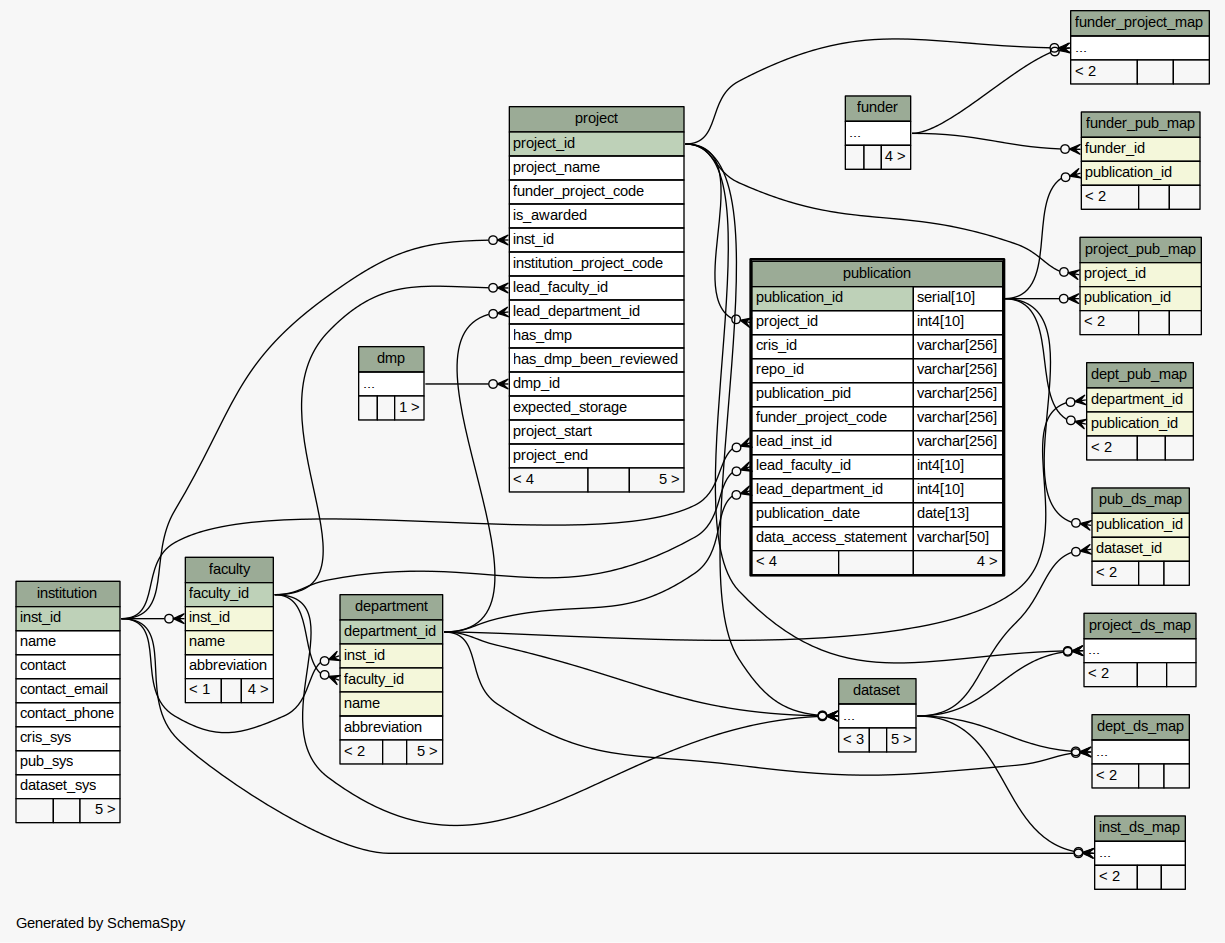 funder_project_map
...
< 2
funder
...
4 >
funder_pub_map
funder_id
publication_id
< 2
project
project_id
project_name
funder_project_code
is_awarded
inst_id
institution_project_code
lead_faculty_id
lead_department_id
has_dmp
has_dmp_been_reviewed
dmp_id
expected_storage
project_start
project_end
< 4 5 >
project_pub_map
project_id
publication_id
< 2
publication
publication_id serial[10]
project_id int4[10]
cris_id varchar[256]
repo_id varchar[256]
publication_pid varchar[256]
funder_project_code varchar[256]
lead_inst_id varchar[256]
lead_faculty_id int4[10]
lead_department_id int4[10]
publication_date date[13]
data_access_statement varchar[50]
< 4 4 >
dmp
...
1 >
dept_pub_map
department_id
publication_id
< 2
pub_ds_map
publication_id
dataset_id
< 2
institution
inst_id
name
contact
contact_email
contact_phone
cris_sys
pub_sys
dataset_sys
5 >
faculty
faculty_id
inst_id
name
abbreviation
< 1 4 >
department
department_id
inst_id
faculty_id
name
abbreviation
< 2 5 >
project_ds_map
...
< 2
dataset
...
< 3 5 >
dept_ds_map
...
< 2
inst_ds_map
...
< 2
Generated by SchemaSpy